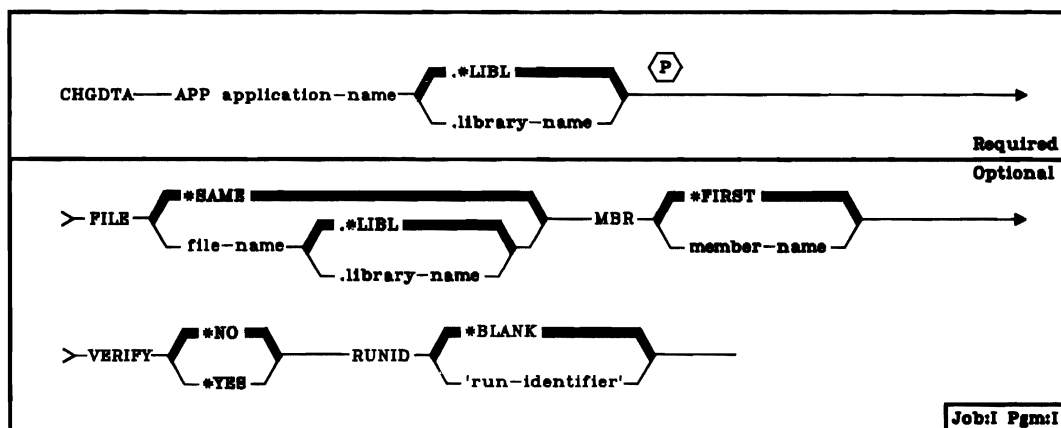 .*LIBL P
CHGDTA APP application-name
.library-name
Required
Optional
*SAME *FIRST
> FILE .*LIBL MBR
file-name member-name
.library-name
*NO *BLANK
> VERIFY RUNID
*YES 'run-identifier'
Job:I Pgm:I